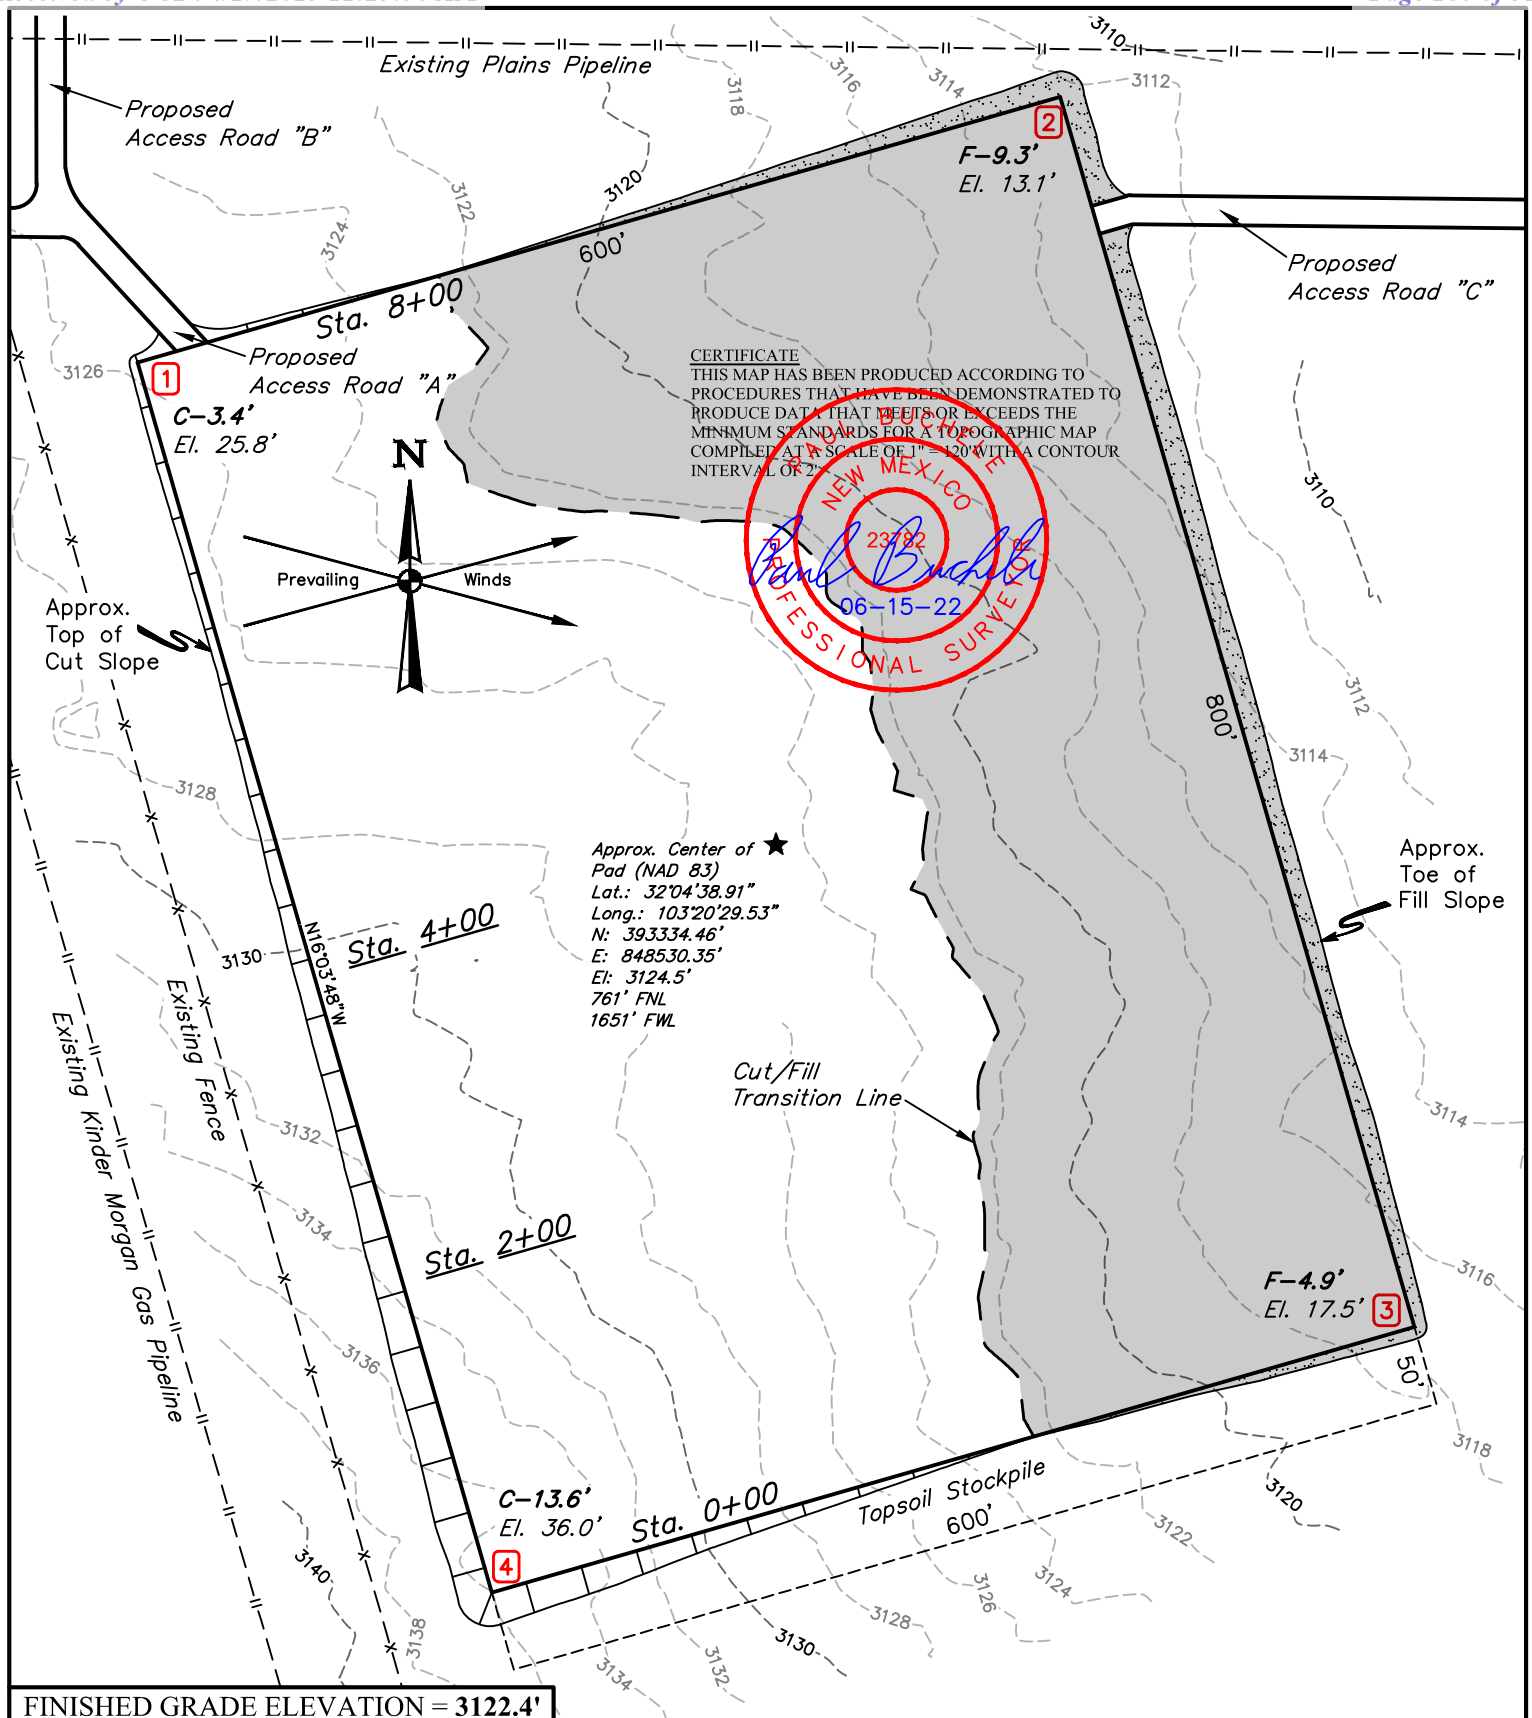 Existing Plains Pipeline
3110
Proposed
Access Road "B"
3118
3116
3114
3112
2
F-9.3'
El. 13.1'
3120
3122
3124
600'
Proposed
Access Road "C"
Sta. 8+00
Proposed
Access Road "A"
3126
1
C-3.4'
El. 25.8'
CERTIFICATE
THIS MAP HAS BEEN PRODUCED ACCORDING TO
PROCEDURES THAT HAVE BEEN DEMONSTRATED TO
PRODUCE DATA THAT MEETS OR EXCEEDS THE
MINIMUM STANDARDS FOR A TOPOGRAPHIC MAP
COMPILED AT A SCALE OF 1" = 120' WITH A CONTOUR
INTERVAL OF 2'
PAUL BUCHELE
NEW MEXICO
23782
PROFESSIONAL SURVEYOR
Paul Buchele
06-15-22
N
Prevailing Winds
3110
Approx.
Top of
Cut Slope
3112
800'
3114
3128
Approx. Center of
Pad (NAD 83)
Lat.: 32°04'38.91"
Long.: 103°20'29.53"
N: 393334.46'
E: 848530.35'
El: 3124.5'
761' FNL
1651' FWL
Approx.
Toe of
Fill Slope
Sta. 4+00
3130
N16°03'48"W
Existing Fence
Existing Kinder Morgan Gas Pipeline
Cut/Fill
Transition Line
3114
3132
3134
Sta. 2+00
3116
F-4.9'
El. 17.5'
3
3136
50'
3118
C-13.6'
El. 36.0'
4
Sta. 0+00
Topsoil Stockpile
600'
3120
3122
3124
3126
3128
3130
3132
3134
3138
3140
FINISHED GRADE ELEVATION = 3122.4'